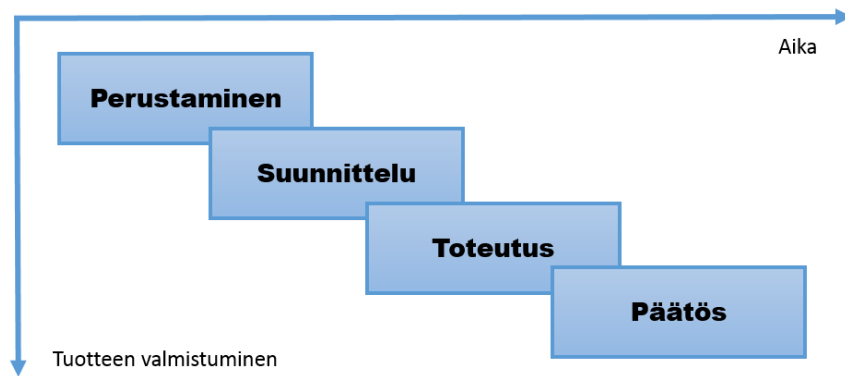 Aika
Perustaminen
Suunnittelu
Toteutus
Päätös
Tuotteen valmistuminen